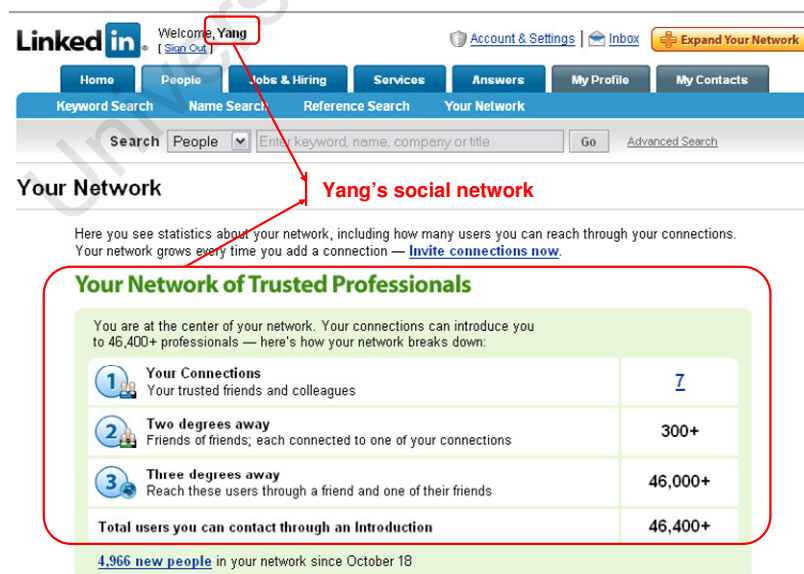 Linked in
Welcome, Yang
[ Sign Out ]
Account & Settings | Inbox
Expand Your Network
Home People Jobs & Hiring Services Answers My Profile My Contacts
Keyword Search Name Search Reference Search Your Network
Search People Enter keyword, name, company or title Go Advanced Search
Your Network
Yang's social network
Here you see statistics about your network, including how many users you can reach through your connections.
Your network grows every time you add a connection — Invite connections now.
Your Network of Trusted Professionals
You are at the center of your network. Your connections can introduce you
to 46,400+ professionals — here's how your network breaks down:
1 Your Connections 7
Your trusted friends and colleagues
2 Two degrees away 300+
Friends of friends; each connected to one of your connections
3 Three degrees away 46,000+
Reach these users through a friend and one of their friends
Total users you can contact through an Introduction 46,400+
4,966 new people in your network since October 18